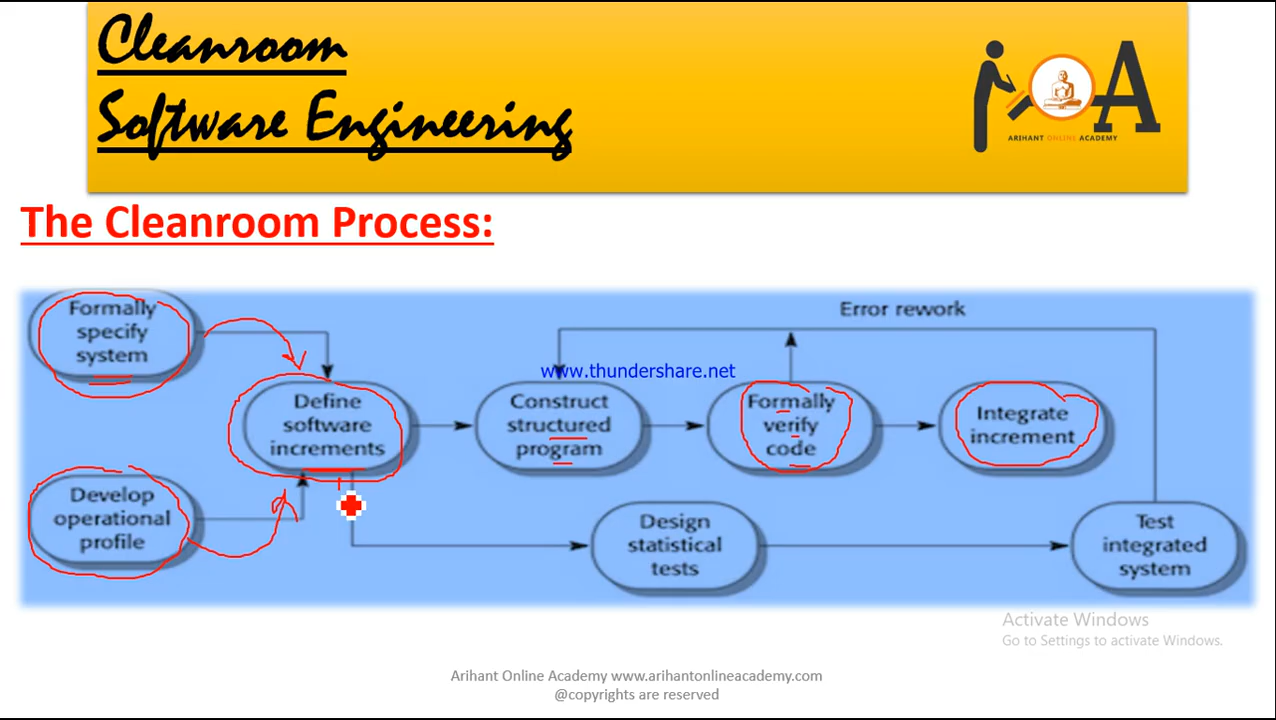 Cleanroom
Software Engineering
ARIHANT ONLINE ACADEMY
The Cleanroom Process:
Formally
specify
system
Error rework
www.thundershare.net
Define
software
increments
Construct
structured
program
Formally
verify
code
Integrate
increment
Develop
operational
profile
Design
statistical
tests
Test
integrated
system
Activate Windows
Go to Settings to activate Windows.
Arihant Online Academy www.arihantonlineacademy.com
@copyrights are reserved